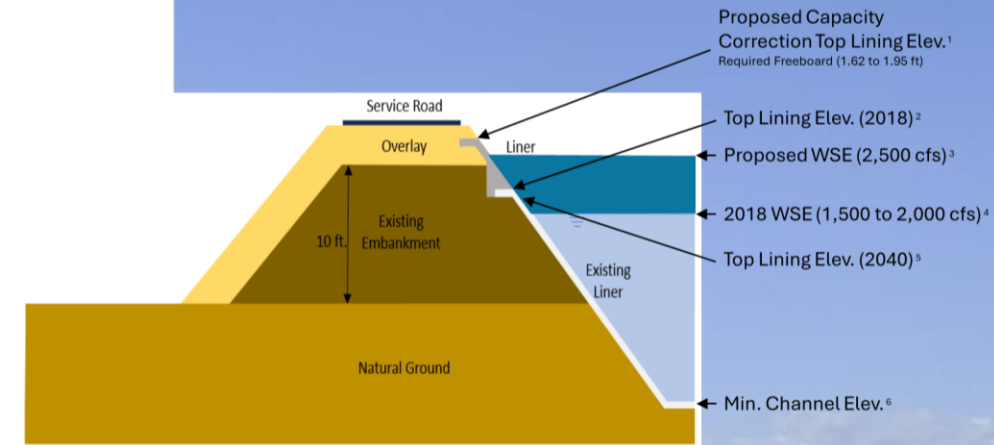 Proposed Capacity
Correction Top Lining Elev.¹
Required Freeboard (1.62 to 1.95 ft)
Service Road
Top Lining Elev. (2018) ²
Overlay
Liner
Proposed WSE (2,500 cfs) ³
2018 WSE (1,500 to 2,000 cfs) ⁴
Existing
Embankment
10 ft.
Top Lining Elev. (2040) ⁵
Existing
Liner
Natural Ground
Min. Channel Elev. ⁶